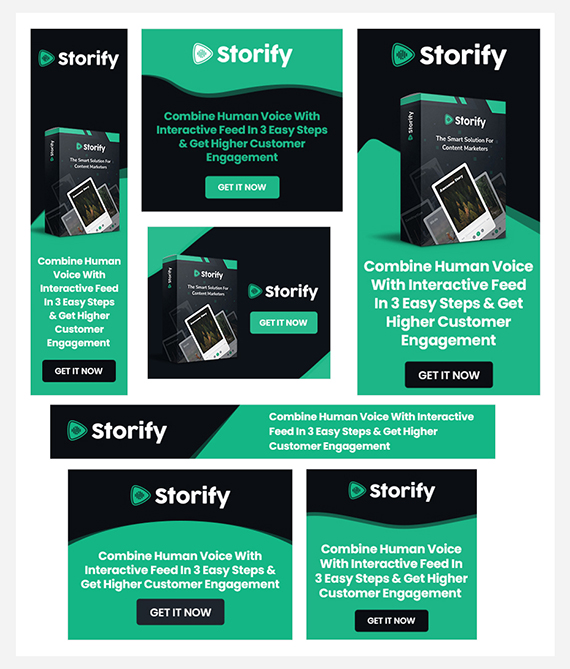 Storify
Storify
Storify
The Smart Solution For
Content Marketers
Combine Human
Voice With
Interactive Feed
In 3 Easy Steps
& Get Higher
Customer
Engagement
GET IT NOW
Storify
Combine Human Voice With
Interactive Feed In 3 Easy Steps
& Get Higher Customer
Engagement
GET IT NOW
Storify
Storify
The Smart Solution For
Content Marketers
Storify
GET IT NOW
Storify
Storify
Storify
The Smart Solution For
Content Marketers
Awesome Story
Combine Human Voice
With Interactive Feed
In 3 Easy Steps & Get
Higher Customer
Engagement
GET IT NOW
Storify
Combine Human Voice With Interactive
Feed In 3 Easy Steps & Get Higher
Customer Engagement
Storify
Combine Human Voice With
Interactive Feed In 3 Easy Steps &
Get Higher Customer Engagement
GET IT NOW
Storify
Combine Human Voice
With Interactive Feed In
3 Easy Steps & Get Higher
Customer Engagement
GET IT NOW